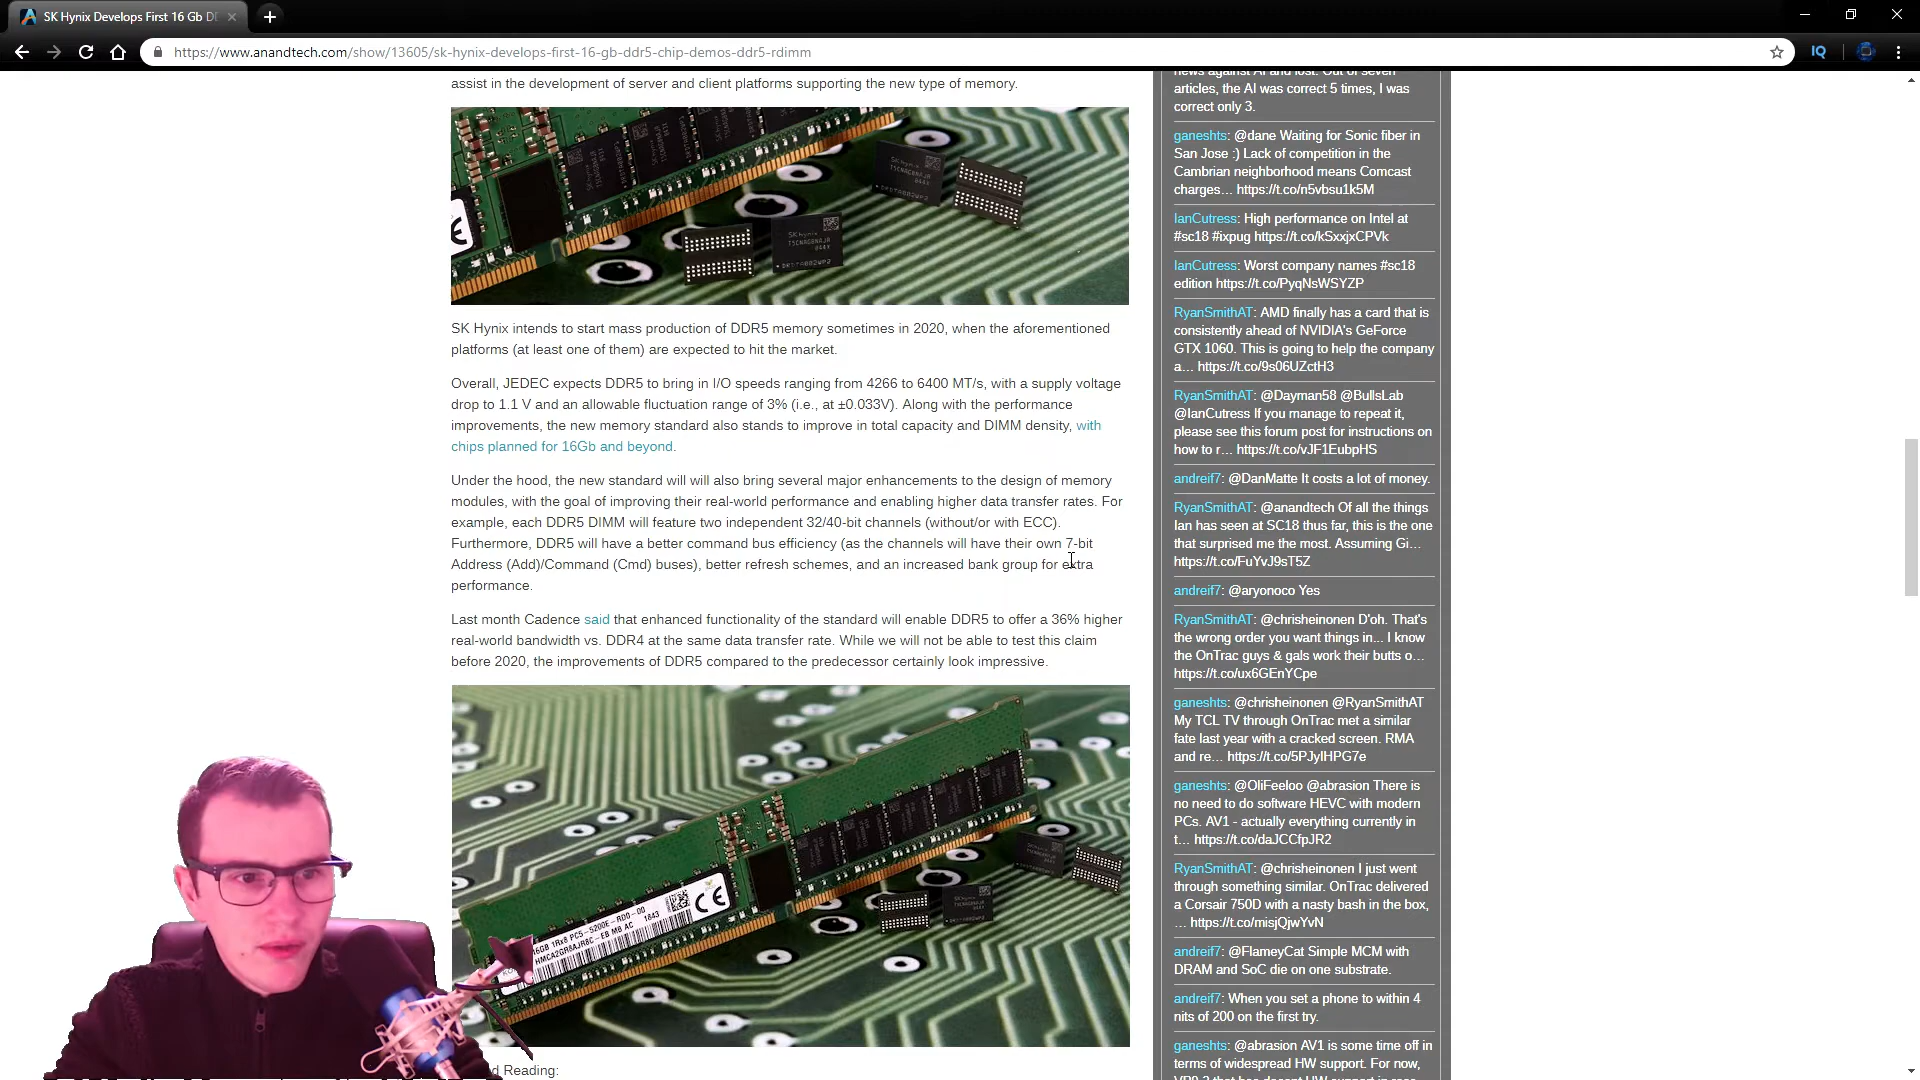 SK Hynix Develops First 16 Gb D
https://www.anandtech.com/show/13605/sk-hynix-develops-first-16-gb-ddr5-chip-demos-ddr5-rdimm
IQ
assist in the development of server and client platforms supporting the new type of memory.
SK Hynix intends to start mass production of DDR5 memory sometimes in 2020, when the aforementioned
platforms (at least one of them) are expected to hit the market.
Overall, JEDEC expects DDR5 to bring in I/O speeds ranging from 4266 to 6400 MT/s, with a supply voltage
drop to 1.1 V and an allowable fluctuation range of 3% (i.e., at ±0.033V). Along with the performance
improvements, the new memory standard also stands to improve in total capacity and DIMM density, with
chips planned for 16Gb and beyond.
Under the hood, the new standard will will also bring several major enhancements to the design of memory
modules, with the goal of improving their real-world performance and enabling higher data transfer rates. For
example, each DDR5 DIMM will feature two independent 32/40-bit channels (without/or with ECC).
Furthermore, DDR5 will have a better command bus efficiency (as the channels will have their own 7-bit
Address (Add)/Command (Cmd) buses), better refresh schemes, and an increased bank group for extra
performance.
Last month Cadence said that enhanced functionality of the standard will enable DDR5 to offer a 36% higher
real-world bandwidth vs. DDR4 at the same data transfer rate. While we will not be able to test this claim
before 2020, the improvements of DDR5 compared to the predecessor certainly look impressive.
16GB 1Rx8 PC5-5200E-RD0-00
HMCA2GR8AJR8C-EB MB AC 1843
CE
d Reading:
news against AI and lost. Out of seven
articles, the AI was correct 5 times, I was
correct only 3.
ganeshts: @dane Waiting for Sonic fiber in
San Jose :) Lack of competition in the
Cambrian neighborhood means Comcast
charges… https://t.co/n5vbsu1k5M
IanCutress: High performance on Intel at
#sc18 #ixpug https://t.co/kSxxjxCPVk
IanCutress: Worst company names #sc18
edition https://t.co/PyqNsWSYZP
RyanSmithAT: AMD finally has a card that is
consistently ahead of NVIDIA's GeForce
GTX 1060. This is going to help the company
a… https://t.co/9s06UZctH3
RyanSmithAT: @Dayman58 @BullsLab
@IanCutress If you manage to repeat it,
please see this forum post for instructions on
how to r… https://t.co/vJF1EubpHS
andreif7: @DanMatte It costs a lot of money.
RyanSmithAT: @anandtech Of all the things
Ian has seen at SC18 thus far, this is the one
that surprised me the most. Assuming Gi…
https://t.co/FuYvJ9sT5Z
andreif7: @aryonoco Yes
RyanSmithAT: @chrisheinonen D'oh. That's
the wrong order you want things in... I know
the OnTrac guys & gals work their butts o…
https://t.co/ux6GEnYCpe
ganeshts: @chrisheinonen @RyanSmithAT
My TCL TV through OnTrac met a similar
fate last year with a cracked screen. RMA
and re… https://t.co/5PJylHPG7e
ganeshts: @OliFeeloo @abrasion There is
no need to do software HEVC with modern
PCs. AV1 - actually everything currently in
t… https://t.co/daJCCfpJR2
RyanSmithAT: @chrisheinonen I just went
through something similar. OnTrac delivered
a Corsair 750D with a nasty bash in the box,
… https://t.co/misjQjwYvN
andreif7: @FlameyCat Simple MCM with
DRAM and SoC die on one substrate.
andreif7: When you set a phone to within 4
nits of 200 on the first try.
ganeshts: @abrasion AV1 is some time off in
terms of widespread HW support. For now,